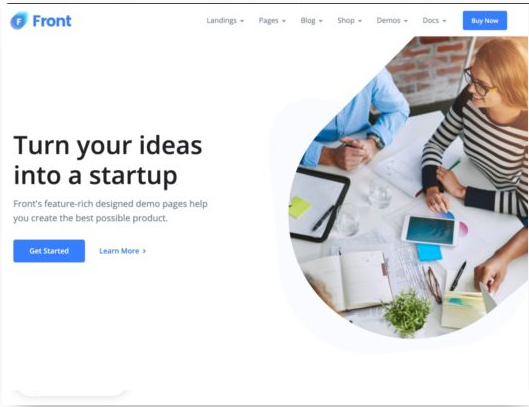 Front
Landings
Pages
Blog
Shop
Demos
Docs
Buy Now
Turn your ideas
into a startup
Front's feature-rich designed demo pages help
you create the best possible product.
Get Started
Learn More